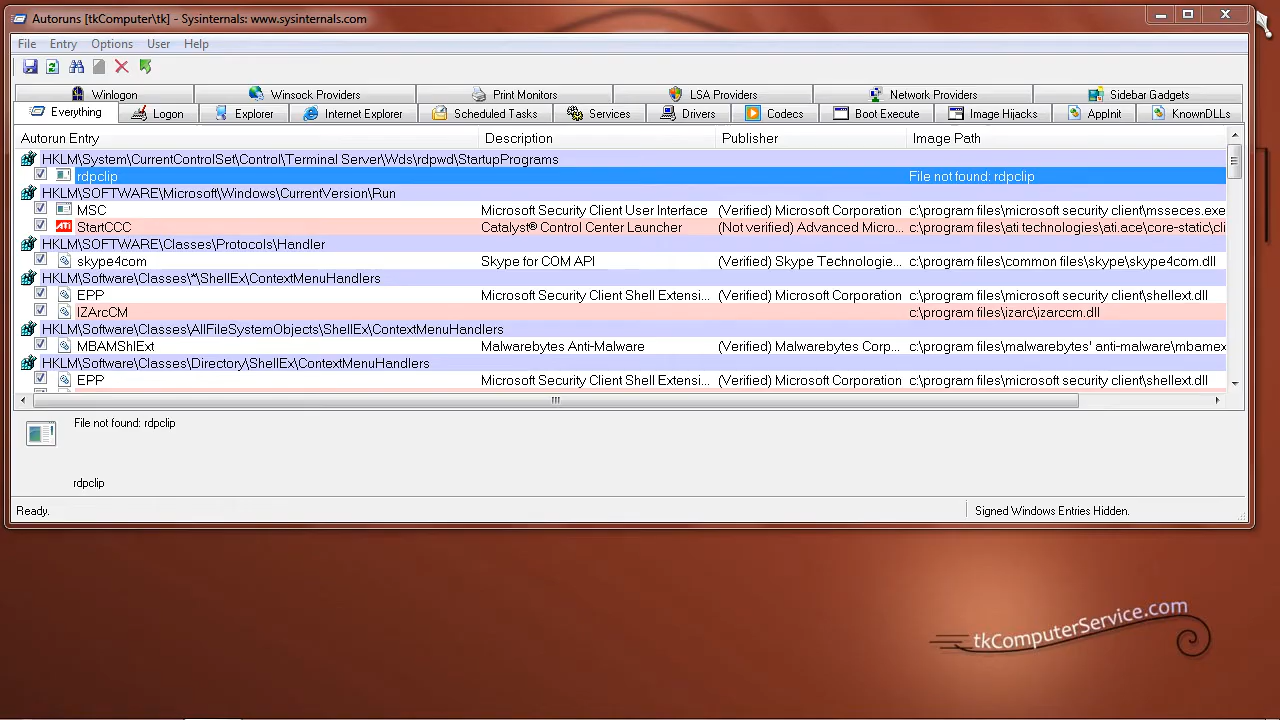 Autoruns [tkComputer\tk] - Sysinternals: www.sysinternals.com
File Entry Options User Help
Winlogon Winsock Providers Print Monitors LSA Providers Network Providers Sidebar Gadgets
Everything Logon Explorer Internet Explorer Scheduled Tasks Services Drivers Codecs Boot Execute Image Hijacks AppInit KnownDLLs
Autorun Entry Description Publisher Image Path
HKLM\System\CurrentControlSet\Control\Terminal Server\Wds\rdpwd\StartupPrograms
rdpclip File not found: rdpclip
HKLM\SOFTWARE\Microsoft\Windows\CurrentVersion\Run
MSC Microsoft Security Client User Interface (Verified) Microsoft Corporation c:\program files\microsoft security client\msseces.exe
StartCCC Catalyst® Control Center Launcher (Not verified) Advanced Micro... c:\program files\ati technologies\ati.ace\core-static\cli
HKLM\SOFTWARE\Classes\Protocols\Handler
skype4com Skype for COM API (Verified) Skype Technologie... c:\program files\common files\skype\skype4com.dll
HKLM\Software\Classes\*\ShellEx\ContextMenuHandlers
EPP Microsoft Security Client Shell Extensi... (Verified) Microsoft Corporation c:\program files\microsoft security client\shellext.dll
IZArcCM c:\program files\izarc\izarccm.dll
HKLM\Software\Classes\AllFileSystemObjects\ShellEx\ContextMenuHandlers
MBAMShlExt Malwarebytes Anti-Malware (Verified) Malwarebytes Corp... c:\program files\malwarebytes' anti-malware\mbamex
HKLM\Software\Classes\Directory\ShellEx\ContextMenuHandlers
EPP Microsoft Security Client Shell Extensi... (Verified) Microsoft Corporation c:\program files\microsoft security client\shellext.dll
File not found: rdpclip
rdpclip
Ready. Signed Windows Entries Hidden.
tkComputerService.com